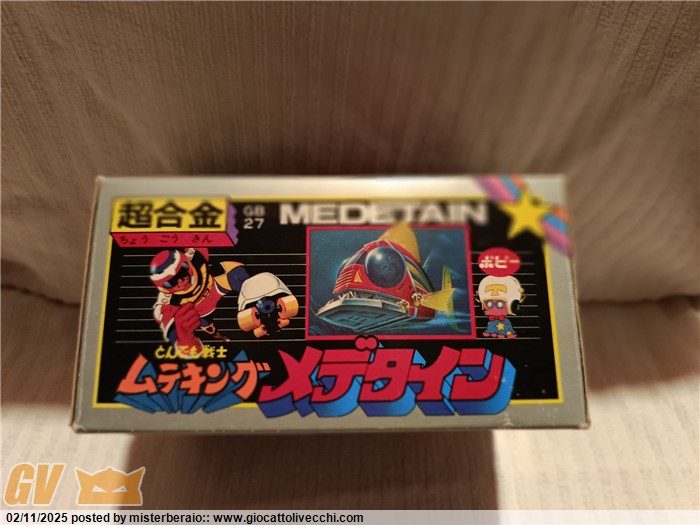 超合金
ちょうごうきん
GB
27
MEDETAIN
ポピー
とんでも戦士
ムテキング
メデタイン
GV
02/11/2025 posted by misterberaio:: www.giocattolivecchi.com